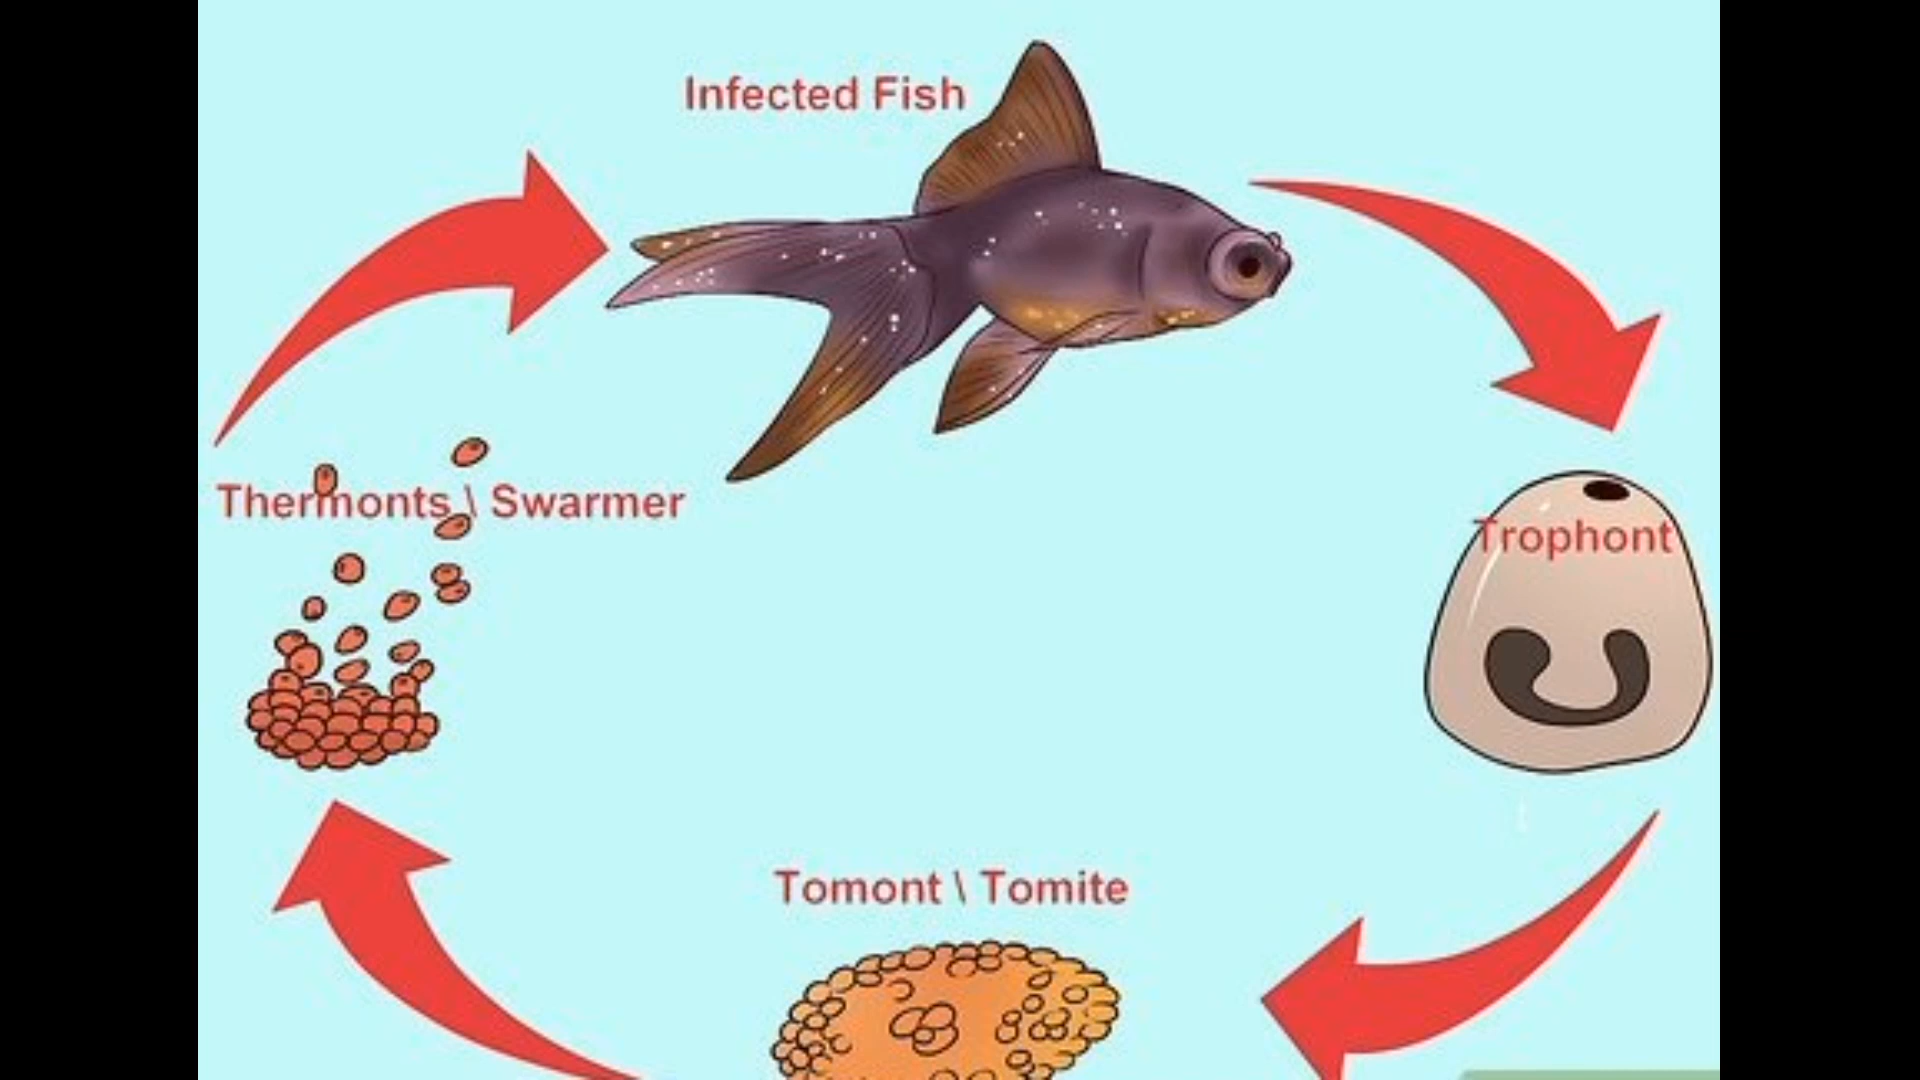 Infected Fish
Thermonts \ Swarmer
Trophont
Tomont \ Tomite